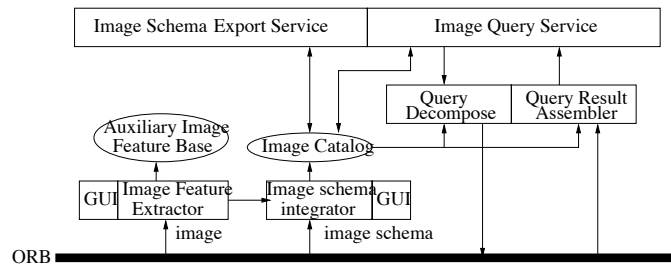 Image Schema Export Service
Image Query Service
Query
Decompose
Query Result
Assembler
Auxiliary Image
Feature Base
Image Catalog
GUI
Image Feature
Extractor
Image schema
integrator
GUI
image
image schema
ORB